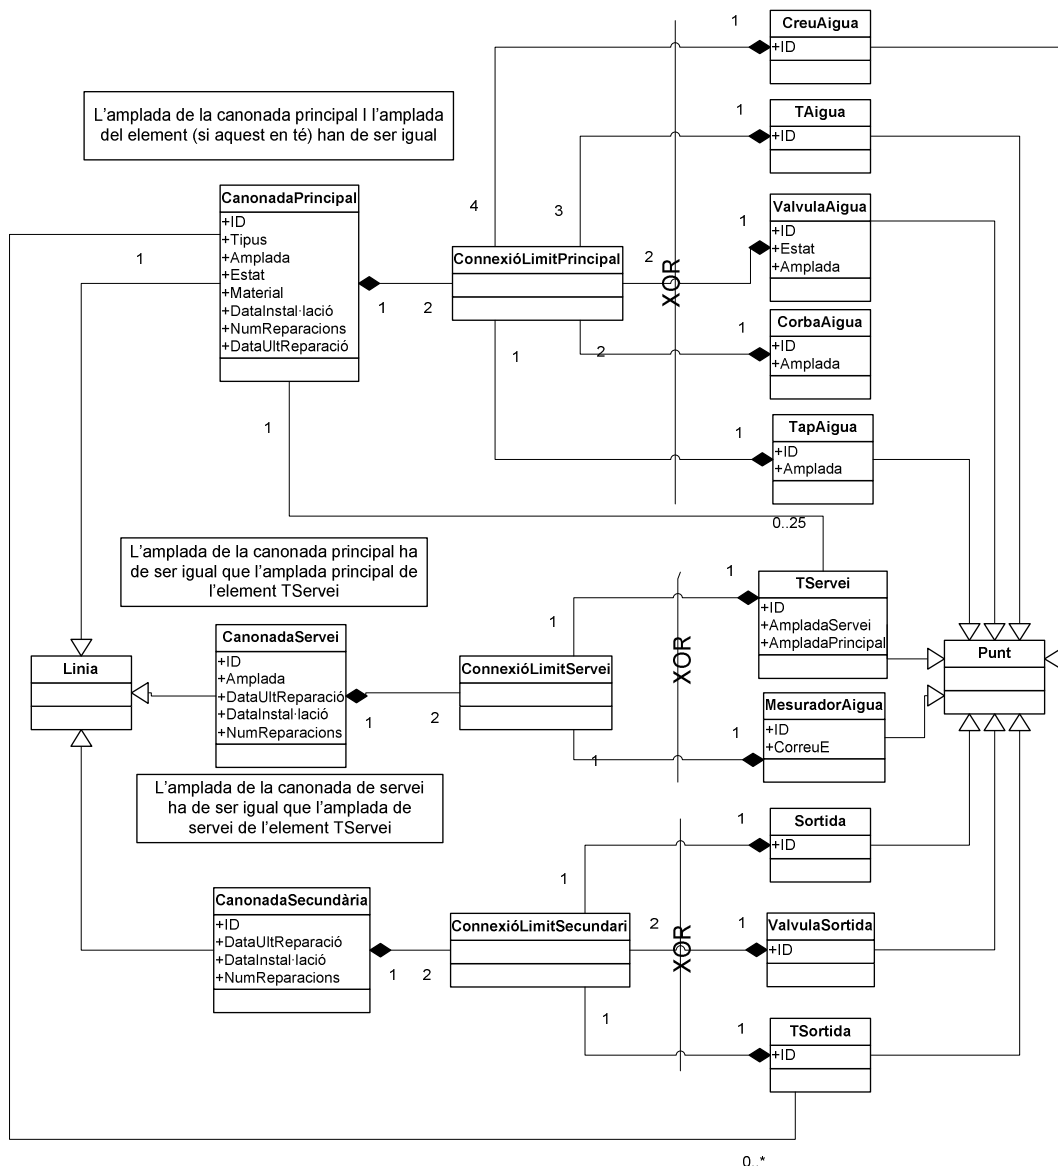 CreuAigua
+ID
1
TAigua
+ID
1
L'amplada de la canonada principal I l'amplada
del element (si aquest en té) han de ser igual
CanonadaPrincipal
+ID
+Tipus
+Amplada
+Estat
+Material
+DataInstal·lació
+NumReparacions
+DataUltReparació
1
1
2
4
3
ConnexióLimitPrincipal
2
XOR
1
2
ValvulaAigua
+ID
+Estat
+Amplada
1
CorbaAigua
+ID
+Amplada
1
TapAigua
+ID
+Amplada
1
1
0..25
L'amplada de la canonada principal ha
de ser igual que l'amplada principal de
l'element TServei
TServei
+ID
+AmpladaServei
+AmpladaPrincipal
1
1
XOR
Linia
CanonadaServei
+ID
+Amplada
+DataUltReparació
+DataInstal·lació
+NumReparacions
1
2
ConnexióLimitServei
1
Punt
MesuradorAigua
+ID
+CorreuE
1
L'amplada de la canonada de servei
ha de ser igual que l'amplada de
servei de l'element TServei
Sortida
+ID
1
1
CanonadaSecundària
+ID
+DataUltReparació
+DataInstal·lació
+NumReparacions
1
2
ConnexióLimitSecundari
2
XOR
1
ValvulaSortida
+ID
1
TSortida
+ID
1
0..*